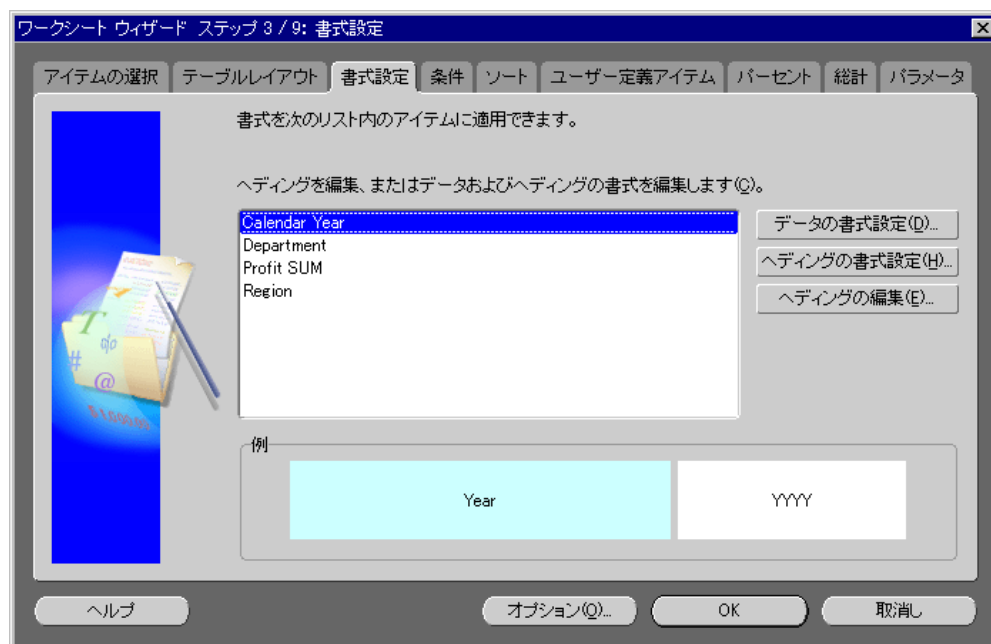 ワークシート ウィザード ステップ 3 / 9: 書式設定
アイテムの選択 テーブルレイアウト 書式設定 条件 ソート ユーザー定義アイテム パーセント 総計 パラメータ
書式を次のリスト内のアイテムに適用できます。
ヘディングを編集、またはデータおよびヘディングの書式を編集します(C)。
Calendar Year
Department
Profit SUM
Region
データの書式設定(D)...
ヘディングの書式設定(H)...
ヘディングの編集(E)...
T
%
#
@
例
Year YYYY
ヘルプ オプション(O)... OK 取消し